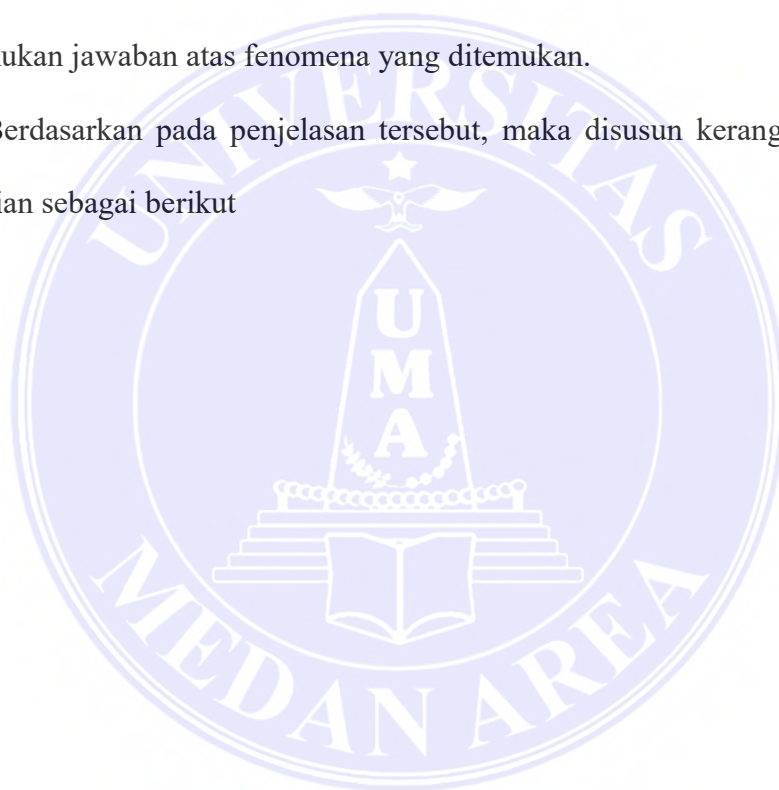 ukan jawaban atas fenomena yang ditemukan.
Berdasarkan pada penjelasan tersebut, maka disusun kerang
ian sebagai berikut
UNIVERSITAS
UMA
MEDAN AREA